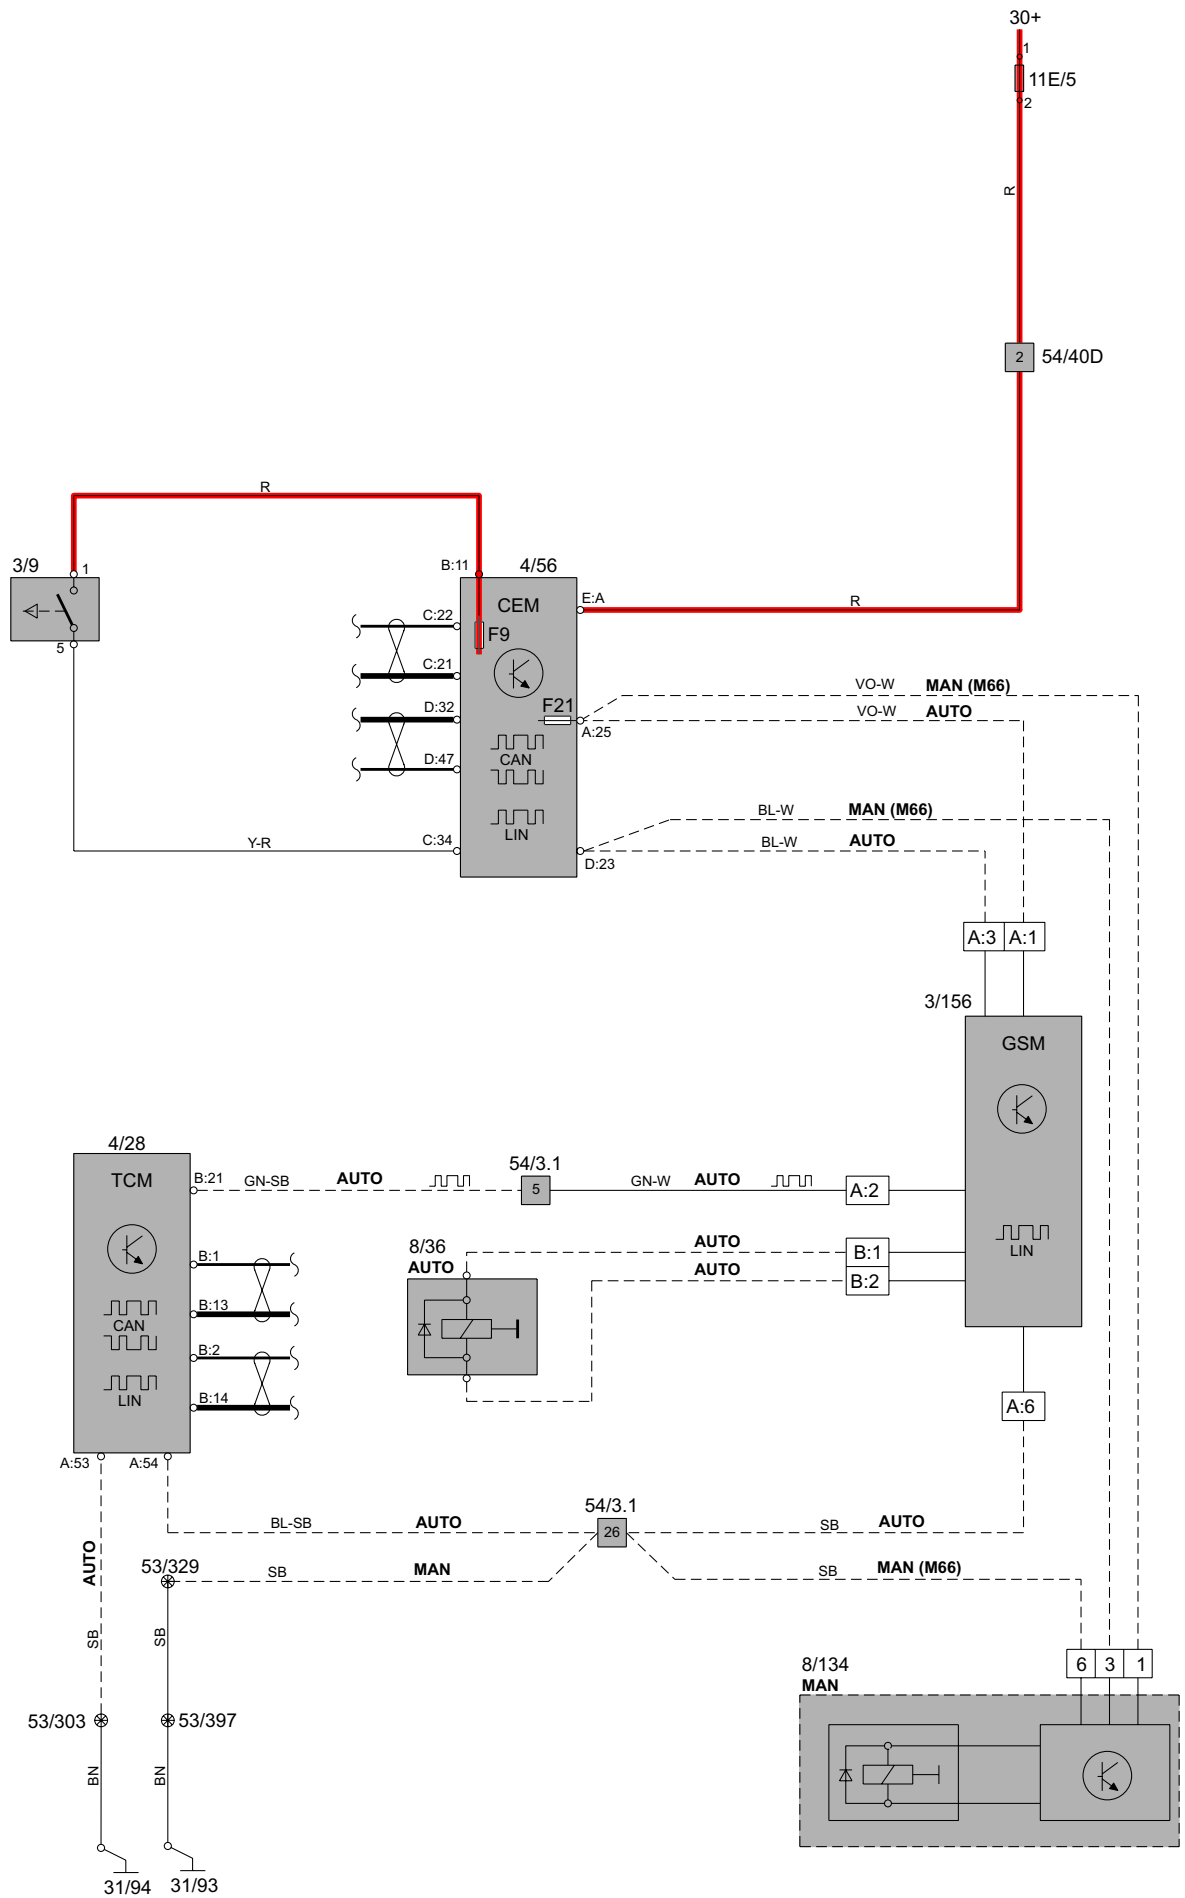 30+
1
11E/5
2
R
2
54/40D
R
3/9
1
5
B:11
4/56
CEM
E:A
R
C:22
F9
C:21
D:32
F21
A:25
VO-W
MAN (M66)
VO-W
AUTO
D:47
CAN
LIN
BL-W
MAN (M66)
BL-W
AUTO
Y-R
C:34
D:23
A:3
A:1
3/156
GSM
LIN
4/28
TCM
B:21
GN-SB
AUTO
54/3.1
5
GN-W
AUTO
A:2
8/36
AUTO
AUTO
B:1
AUTO
B:2
B:1
B:13
CAN
B:2
LIN
B:14
A:6
A:53
A:54
BL-SB
AUTO
54/3.1
26
SB
AUTO
AUTO
53/329
SB
MAN
SB
MAN (M66)
SB
SB
6
3
1
8/134
MAN
53/303
53/397
BN
BN
31/94
31/93